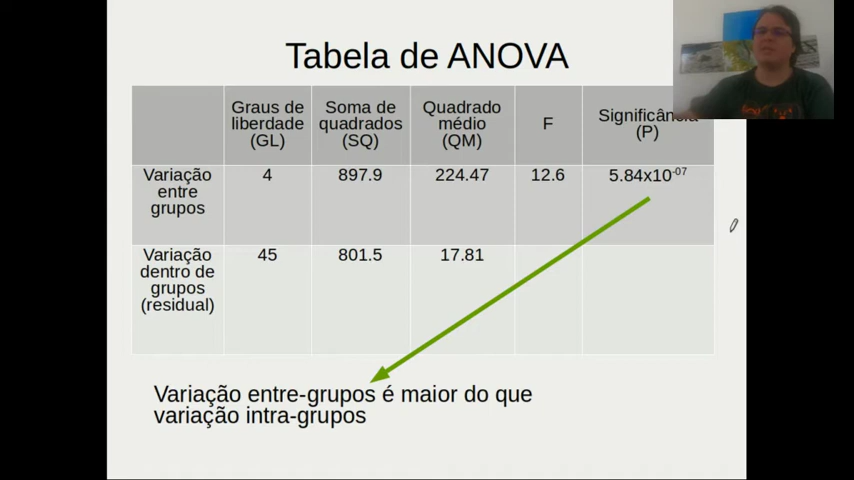 Tabela de ANOVA
Graus de
liberdade
(GL)
Soma de
quadrados
(SQ)
Quadrado
médio
(QM)
F
Significância
(P)
Variação
entre
grupos
4
897.9
224.47
12.6
5.84x10-07
Variação
dentro de
grupos
(residual)
45
801.5
17.81
Variação entre-grupos é maior do que
variação intra-grupos